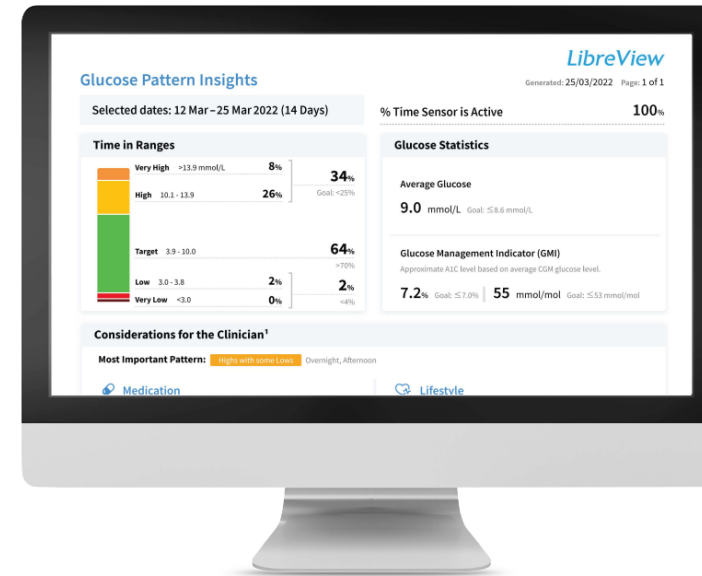 LibreView
Glucose Pattern Insights
Generated: 25/03/2022 Page: 1 of 1
Selected dates: 12 Mar–25 Mar 2022 (14 Days)
% Time Sensor is Active 100%
Time in Ranges
Very High >13.9 mmol/L 8%
34%
High 10.1 - 13.9 26%
Goal: <25%
Target 3.9 - 10.0 64%
>70%
Low 3.0 - 3.8 2%
2%
Very Low <3.0 0%
<4%
Glucose Statistics
Average Glucose
9.0 mmol/L Goal: ≤8.6 mmol/L
Glucose Management Indicator (GMI)
Approximate A1C level based on average CGM glucose level.
7.2% Goal: ≤7.0% | 55 mmol/mol Goal: ≤53 mmol/mol
Considerations for the Clinician¹
Most Important Pattern: Highs with some Lows Overnight, Afternoon
Medication
Lifestyle